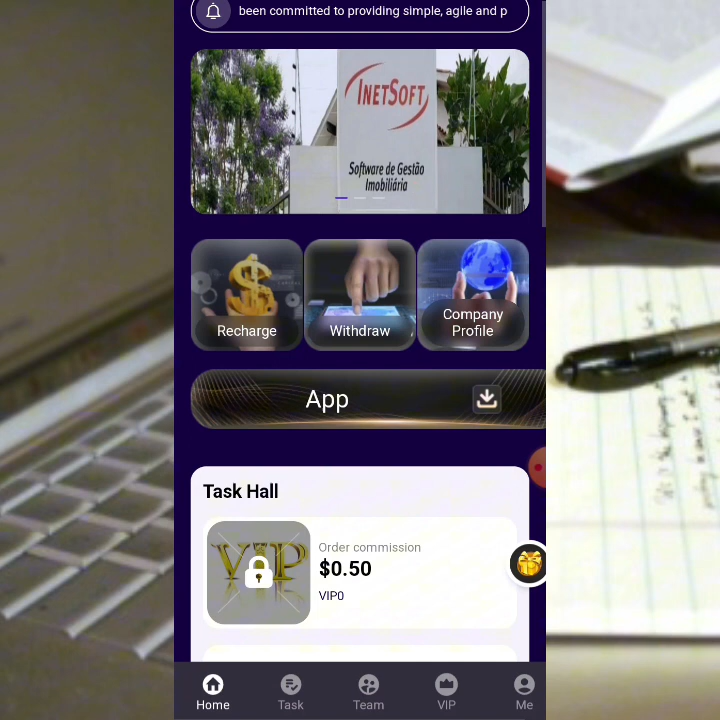 been committed to providing simple, agile and p
INETSOFT
Software de Gestão
Imobiliária
Recharge
Withdraw
Company
Profile
App
Task Hall
VIP
Order commission
$0.50
VIP0
Home
Task
Team
VIP
Me